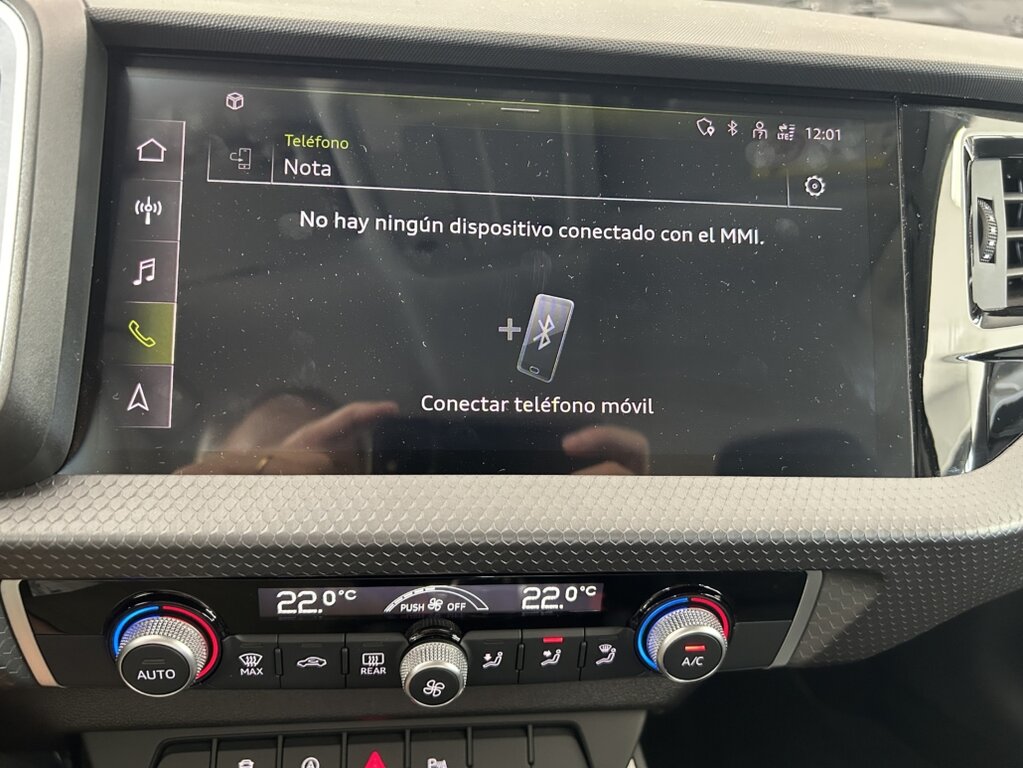 LTE 12:01
Teléfono
Nota
No hay ningún dispositivo conectado con el MMI.
Conectar teléfono móvil
22.0°C PUSH OFF 22.0°C
AUTO MAX REAR A/C